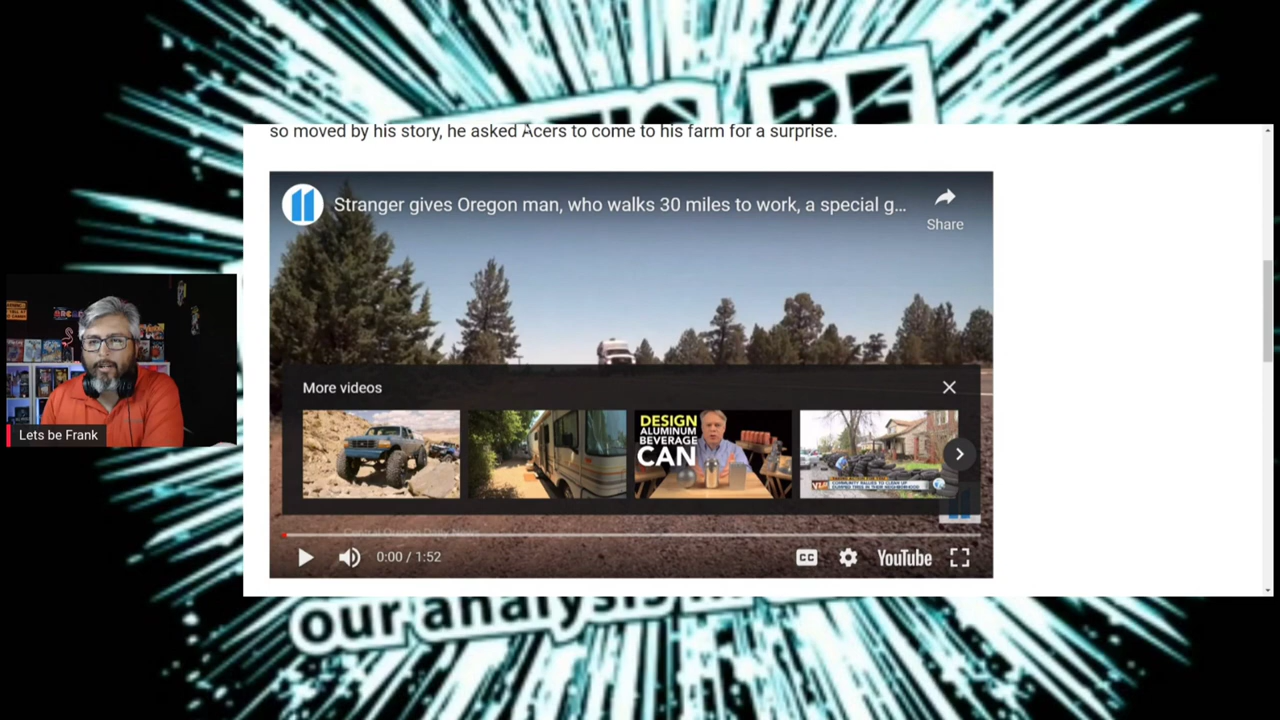 BE
so moved by his story, he asked Acers to come to his farm for a surprise.
Stranger gives Oregon man, who walks 30 miles to work, a special g...
Share
More videos
DESIGN
ALUMINUM
BEVERAGE
CAN
Lets be Frank
0:00 / 1:52
CC
YouTube
our analysis